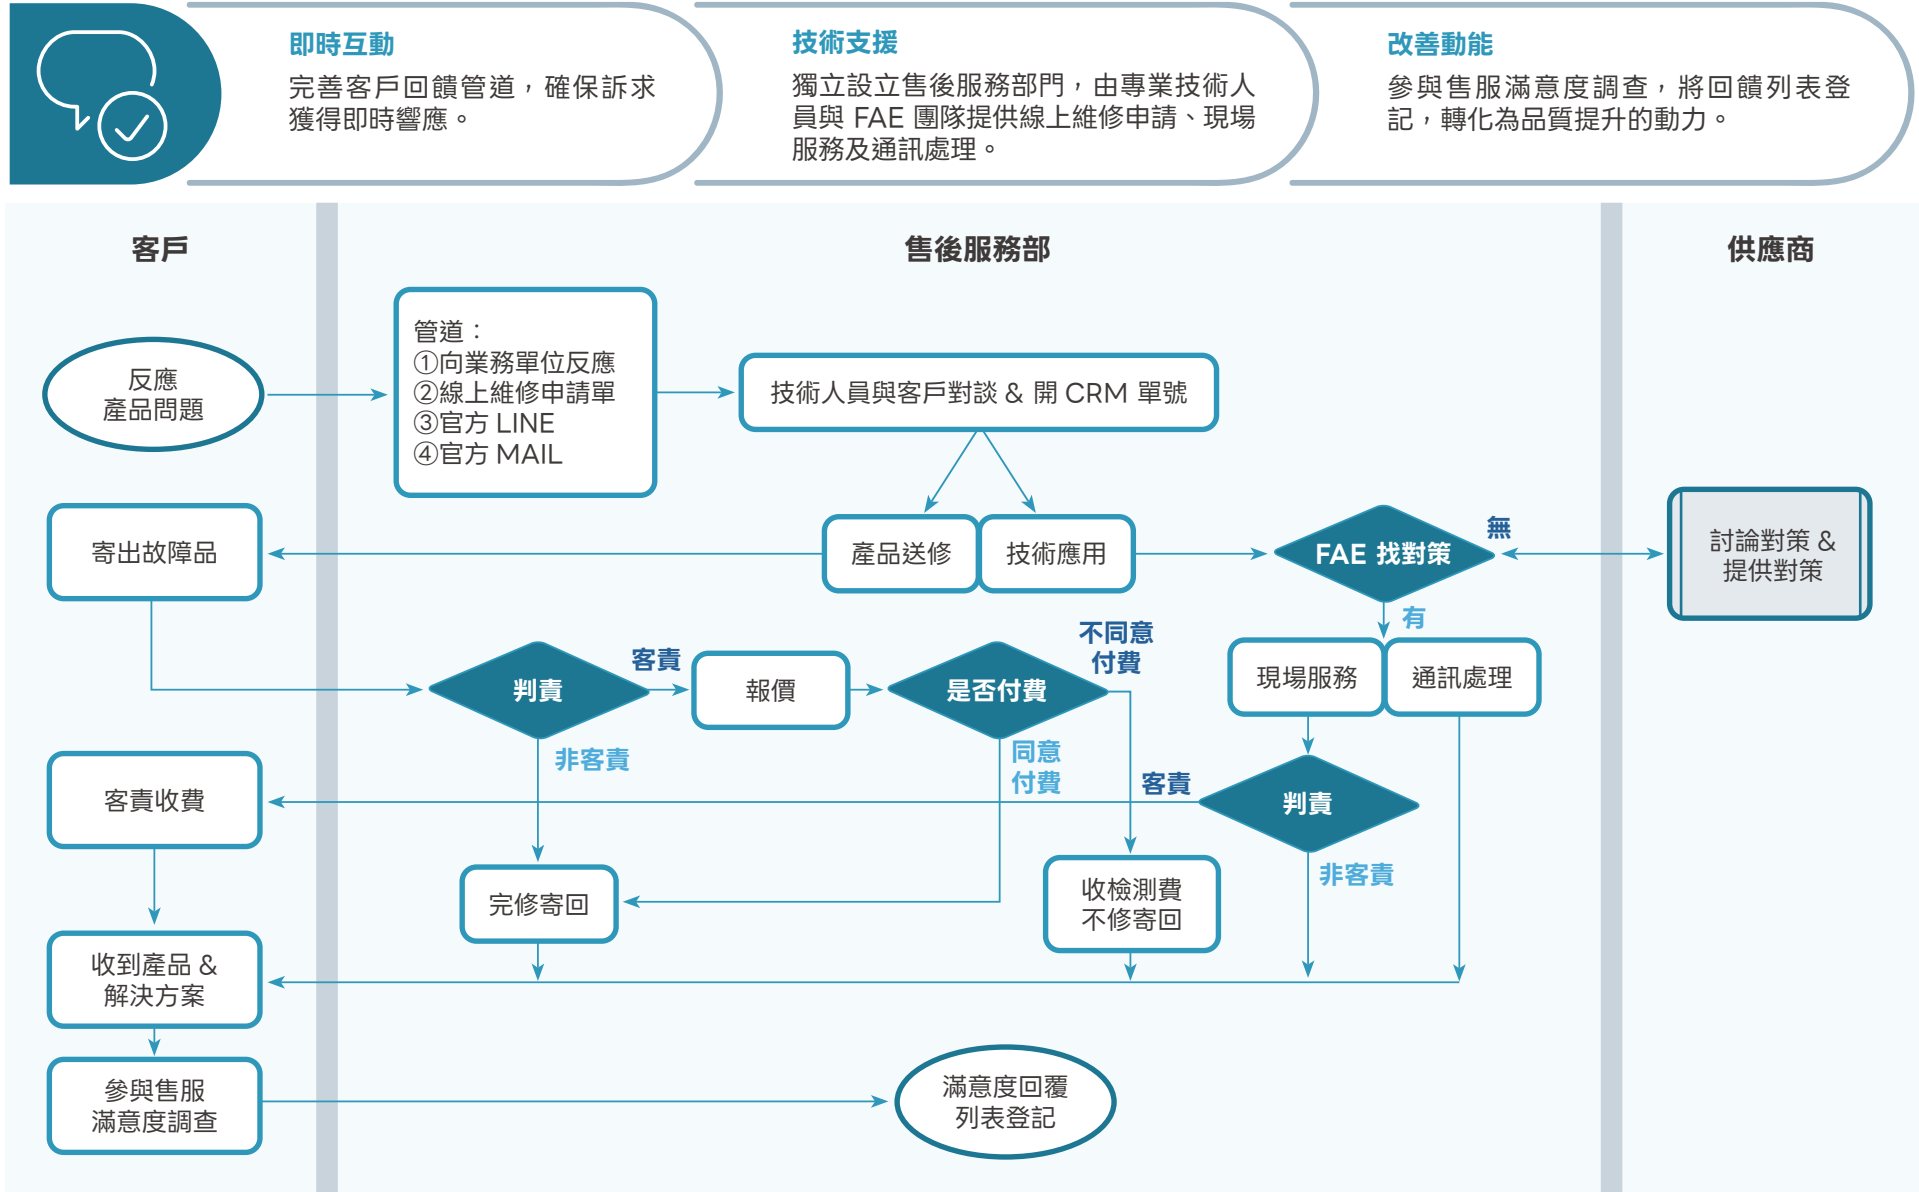 即時互動
完善客戶回饋管道，確保訴求
獲得即時響應。
技術支援
獨立設立售後服務部門，由專業技術人
員與 FAE 團隊提供線上維修申請、現場
服務及通訊處理。
改善動能
參與售服滿意度調查，將回饋列表登
記，轉化為品質提升的動力。
客戶
售後服務部
供應商
反應
產品問題
管道：
①向業務單位反應
②線上維修申請單
③官方 LINE
④官方 MAIL
技術人員與客戶對談 & 開 CRM 單號
寄出故障品
產品送修
技術應用
FAE 找對策
無
討論對策 &
提供對策
有
判責
客責
報價
是否付費
不同意
付費
現場服務
通訊處理
非客責
同意
付費
客責收費
客責
判責
非客責
完修寄回
收檢測費
不修寄回
收到產品 &
解決方案
參與售服
滿意度調查
滿意度回覆
列表登記